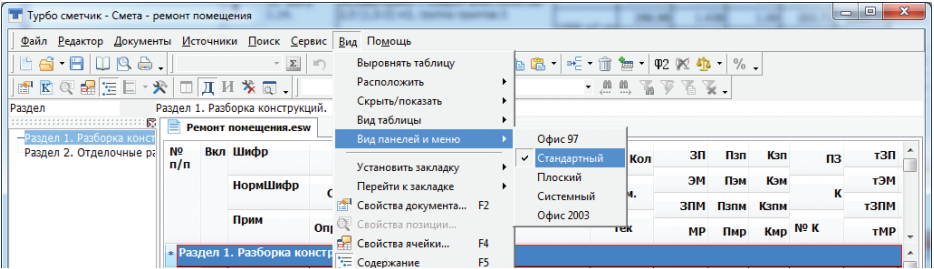 Турбо сметчик - Смета - ремонт помещения
Файл Редактор Документы Источники Поиск Сервис Вид Помощь
Σ Ф2 %
К Д И
Раздел
Раздел 1. Разборка конструкций.
Раздел 1. Разборка конст
Раздел 2. Отделочные ра
Ремонт помещения.esw
№ п/п Вкл Шифр Кол ЗП Пзп Кзп ПЗ тЗП
НормШифр м. ЭМ Пэм Кэм К тЭМ
ЗПМ Пзпм Кзпм тЗПМ
Прим Опр тек МР Пмр Кмр № К тМР
* Раздел 1. Разборка констр
Выровнять таблицу
Расположить
Скрыть/показать
Вид таблицы
Вид панелей и меню
Установить закладку
Перейти к закладке
Свойства документа... F2
Свойства позиции...
Свойства ячейки... F4
Содержание F5
Офис 97
Стандартный
Плоский
Системный
Офис 2003